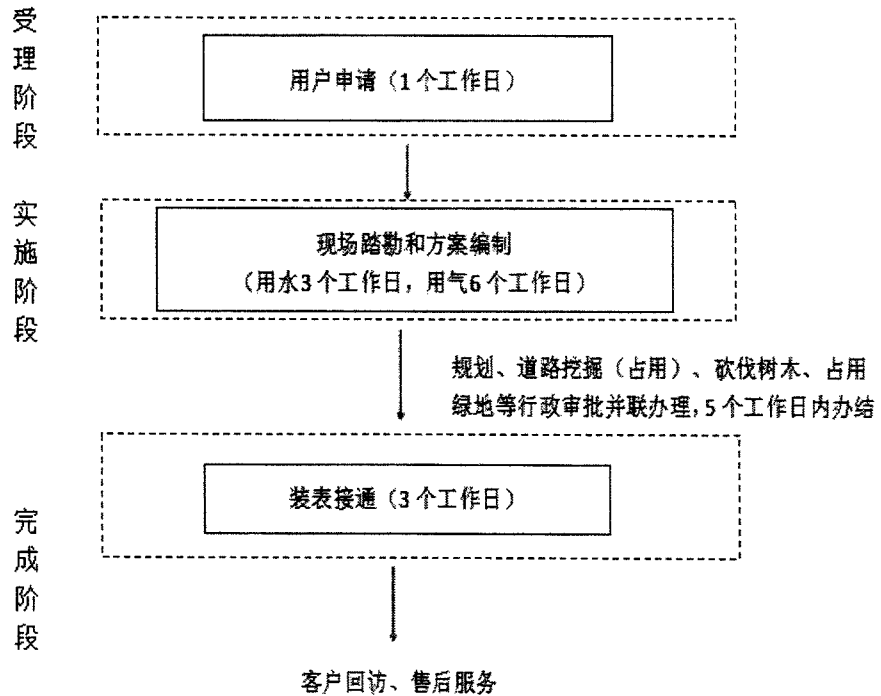 受理阶段
用户申请（1个工作日）
实施阶段
现场踏勘和方案编制
（用水3个工作日，用气6个工作日）
规划、道路挖掘（占用）、砍伐树木、占用
绿地等行政审批并联办理，5个工作日内办结
完成阶段
装表接通（3个工作日）
客户回访、售后服务